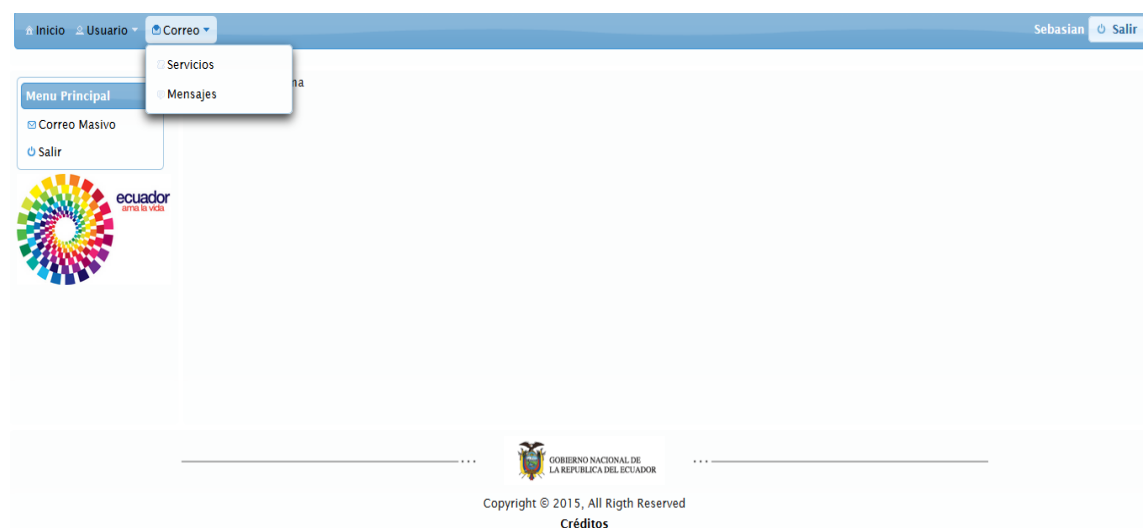 Inicio Usuario Correo Sebasian Salir
Servicios
Mensajes
na
Menu Principal
Correo Masivo
Salir
ecuador
ama la vida
GOBIERNO NACIONAL DE
LA REPUBLICA DEL ECUADOR
Copyright © 2015, All Rigth Reserved
Créditos